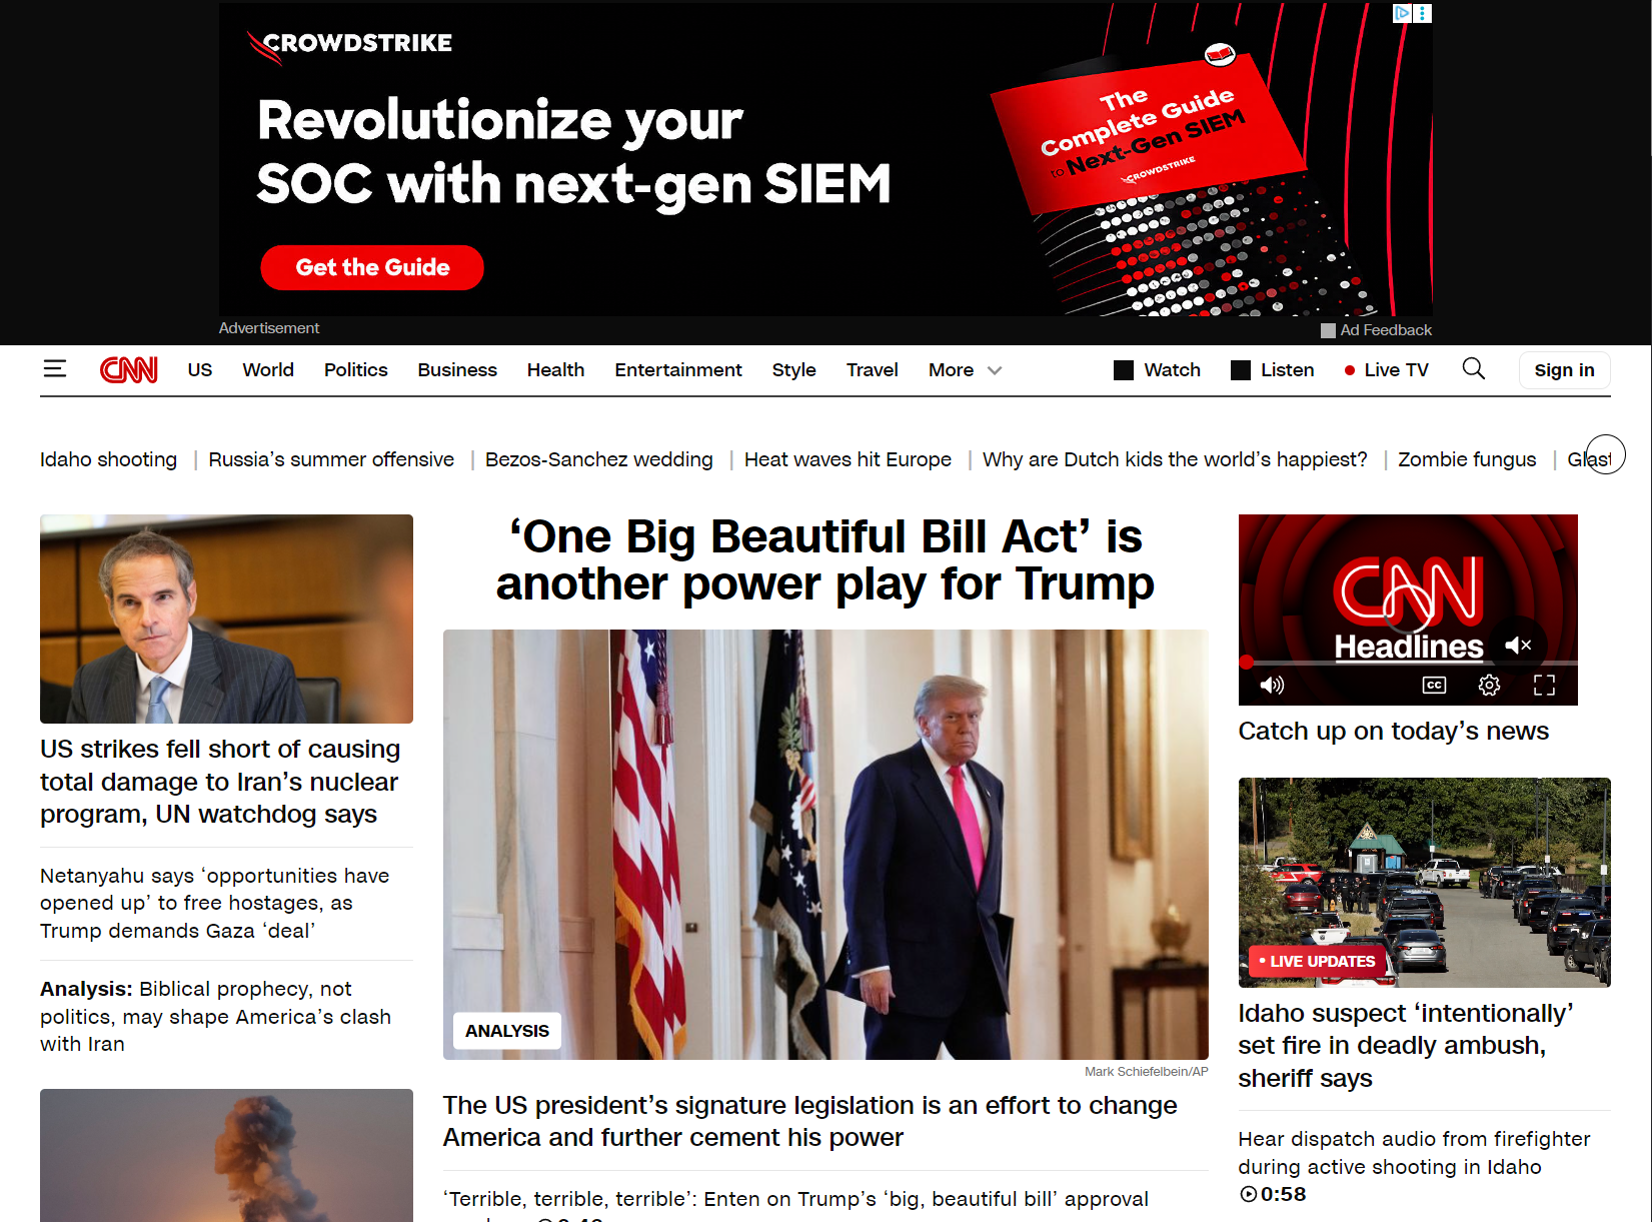 CROWDSTRIKE
Revolutionize your
SOC with next-gen SIEM
Get the Guide
The
Complete Guide
to Next-Gen SIEM
CROWDSTRIKE
Advertisement
Ad Feedback
CNN
US
World
Politics
Business
Health
Entertainment
Style
Travel
More
Watch
Listen
Live TV
Sign in
Idaho shooting
Russia’s summer offensive
Bezos-Sanchez wedding
Heat waves hit Europe
Why are Dutch kids the world’s happiest?
Zombie fungus
Glast
US strikes fell short of causing
total damage to Iran’s nuclear
program, UN watchdog says
Netanyahu says ‘opportunities have
opened up’ to free hostages, as
Trump demands Gaza ‘deal’
Analysis: Biblical prophecy, not
politics, may shape America’s clash
with Iran
‘One Big Beautiful Bill Act’ is
another power play for Trump
ANALYSIS
Mark Schiefelbein/AP
The US president’s signature legislation is an effort to change
America and further cement his power
‘Terrible, terrible, terrible’: Enten on Trump’s ‘big, beautiful bill’ approval
CNN
Headlines
CC
Catch up on today’s news
• LIVE UPDATES
Idaho suspect ‘intentionally’
set fire in deadly ambush,
sheriff says
Hear dispatch audio from firefighter
during active shooting in Idaho
0:58